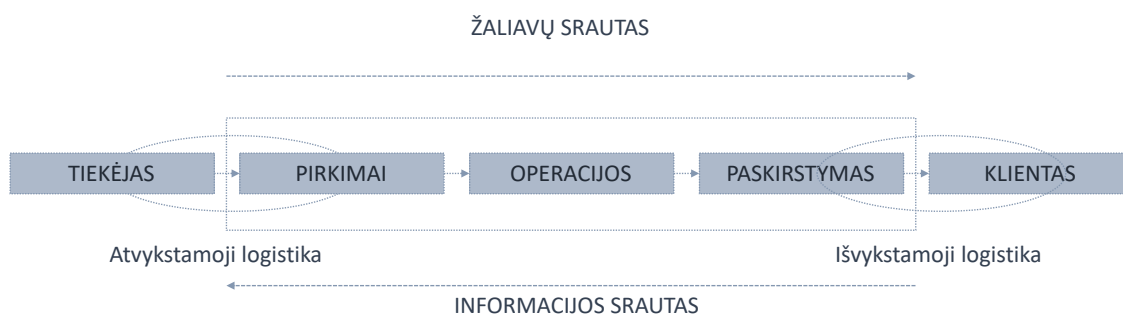 ŽALIAVŲ SRAUTAS
TIEKĖJAS
PIRKIMAI
OPERACIJOS
PASKIRSTYMAS
KLIENTAS
Atvykstamoji logistika
Išvykstamoji logistika
INFORMACIJOS SRAUTAS